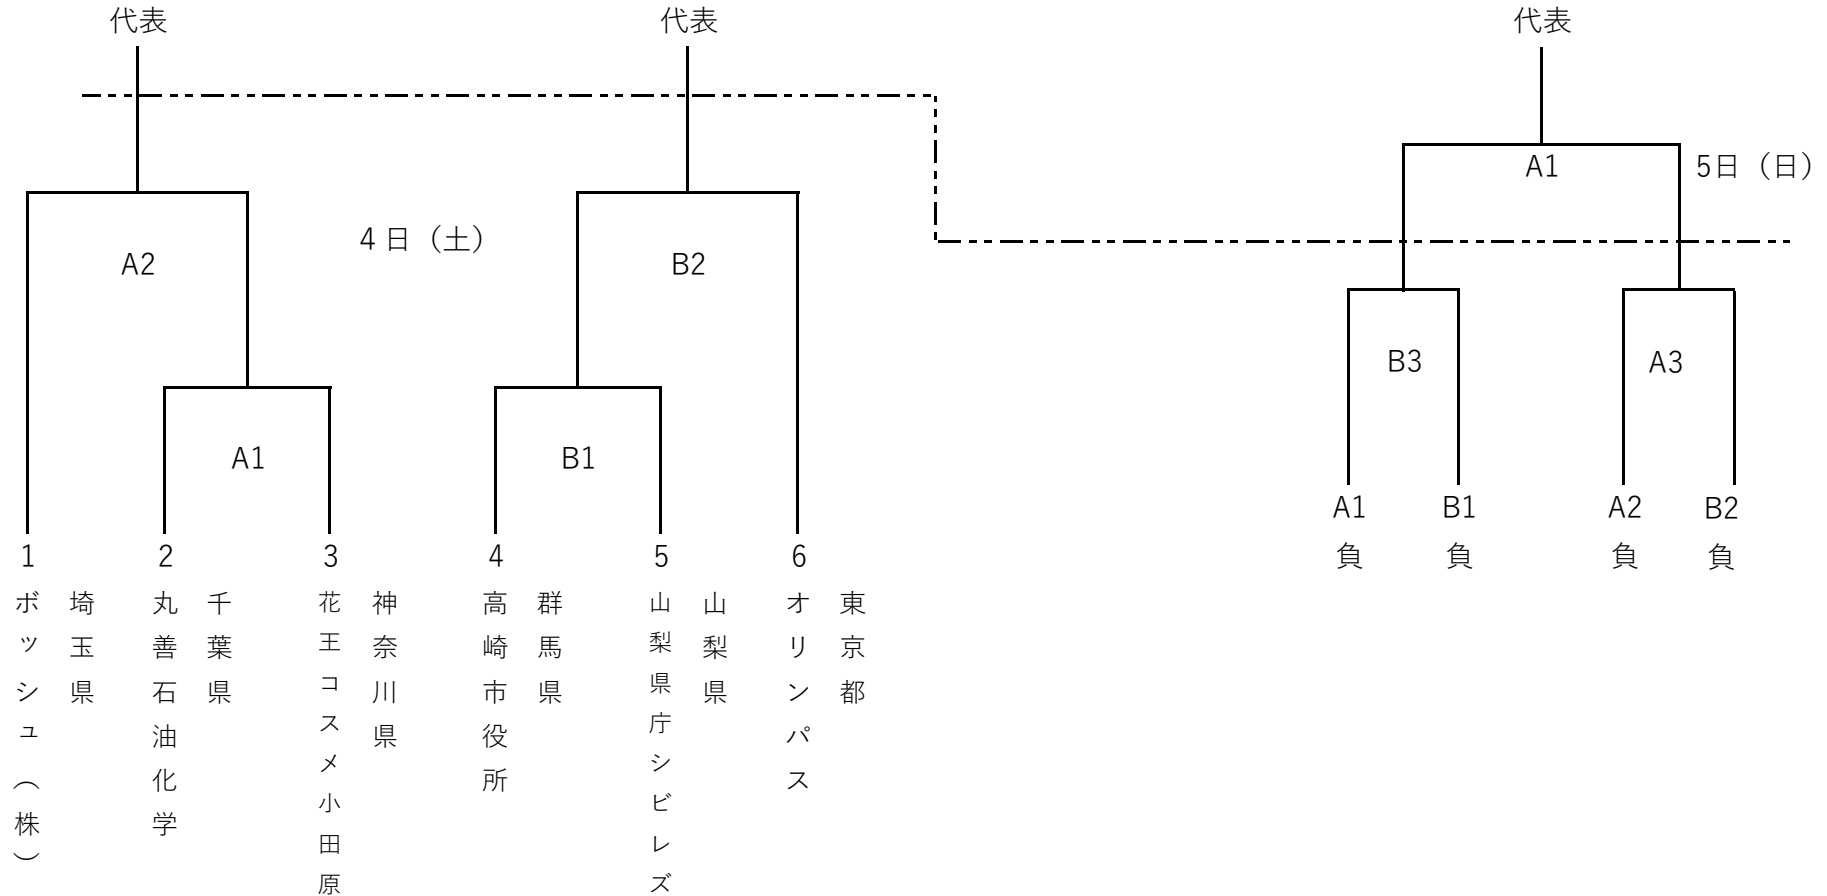 代表
代表
代表
A1
5日（日）
4 日（土）
A2
B2
B3
A3
A1
B1
A1
負
B1
負
A2
負
B2
負
1
2
3
4
5
6
埼玉県
ボッシュ（株）
千葉県
丸善石油化学
神奈川県
花王コスメ小田原
群馬県
高崎市役所
山梨県
山梨県庁シビレズ
東京都
オリンパス